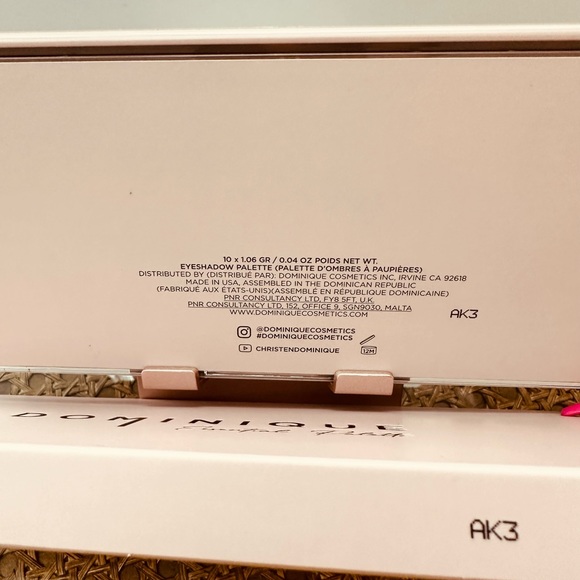 10 x 1.06 GR / 0.04 OZ POIDS NET WT.
EYESHADOW PALETTE (PALETTE D'OMBRES À PAUPIÈRES)
DISTRIBUTED BY (DISTRIBUÉ PAR): DOMINIQUE COSMETICS INC, IRVINE CA 92618
MADE IN USA, ASSEMBLED IN THE DOMINICAN REPUBLIC
(FABRIQUÉ AUX ÉTATS-UNIS)(ASSEMBLÉ EN RÉPUBLIQUE DOMINICAINE)
PNR CONSULTANCY LTD, FY8 5FT, U.K.
PNR CONSULTANCY LTD, 152, OFFICE 9, SGN9030, MALTA
WWW.DOMINIQUECOSMETICS.COM
AK3
@DOMINIQUECOSMETICS
#DOMINIQUECOSMETICS
CHRISTENDOMINIQUE
12M
DOMINIQUE
AK3